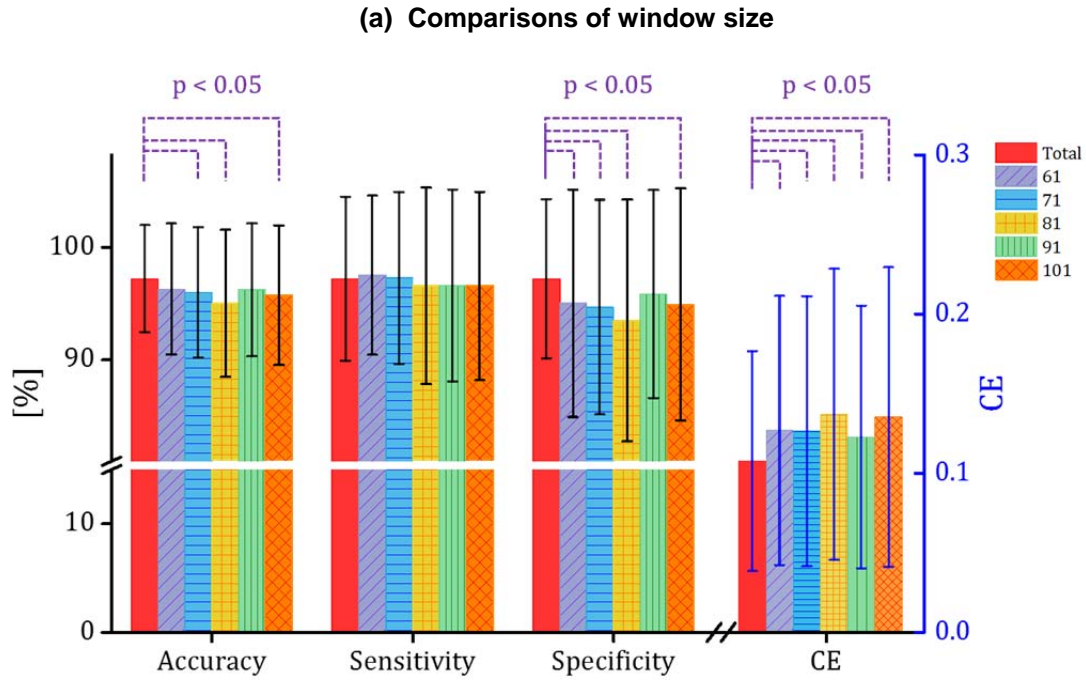 (a) Comparisons of window size
p < 0.05
p < 0.05
p < 0.05
[%]
100
90
10
0
Accuracy
Sensitivity
Specificity
CE
0.3
0.2
0.1
0.0
CE
Total
61
71
81
91
101